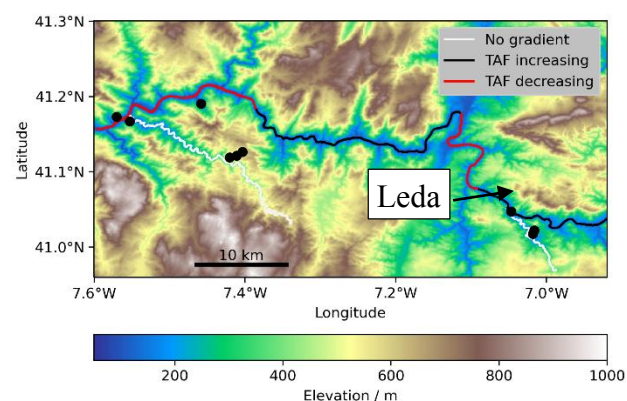 41.3°N
41.2°N
41.1°N
41.0°N
Latitude
No gradient
TAF increasing
TAF decreasing
Leda
10 km
7.6°W
7.4°W
7.2°W
7.0°W
Longitude
200
400
600
800
1000
Elevation / m